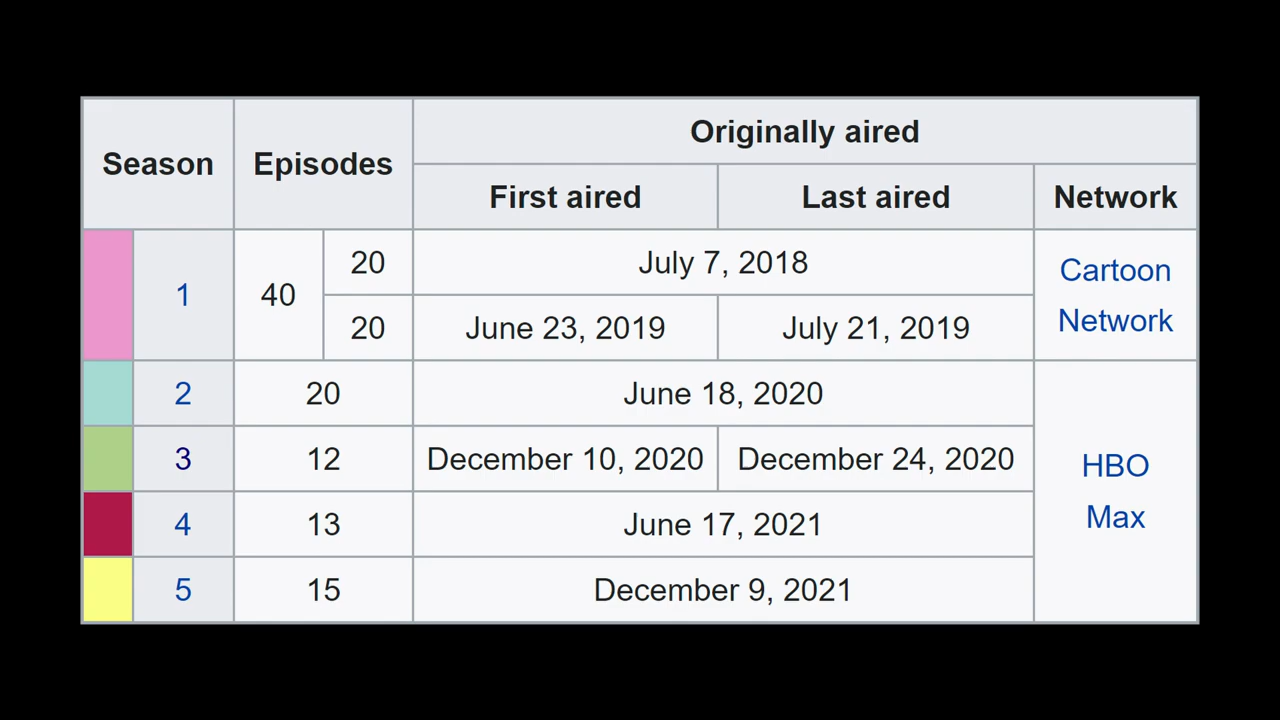 Season Episodes Originally aired
First aired Last aired Network
1 40 20 July 7, 2018 Cartoon Network
20 June 23, 2019 July 21, 2019
2 20 June 18, 2020 HBO Max
3 12 December 10, 2020 December 24, 2020
4 13 June 17, 2021
5 15 December 9, 2021